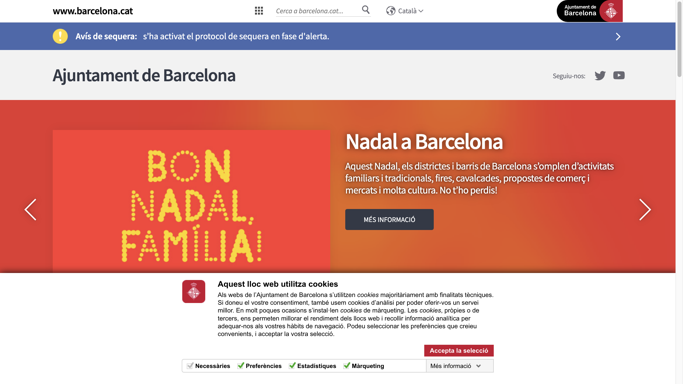 www.barcelona.cat
Cerca a barcelona.cat...
Català
Ajuntament de
Barcelona
Avís de sequera: s'ha activat el protocol de sequera en fase d'alerta.
Ajuntament de Barcelona
Seguiu-nos:
BON
NADAL,
FAMÍLIA!
Nadal a Barcelona
Aquest Nadal, els districtes i barris de Barcelona s'omplen d'activitats
familiars i tradicionals, fires, cavalcades, propostes de comerç i
mercats i molta cultura. No t'ho perdis!
MÉS INFORMACIÓ
Aquest lloc web utilitza cookies
Als webs de l'Ajuntament de Barcelona s'utilitzen cookies majoritàriament amb finalitats tècniques.
Si doneu el vostre consentiment, també usem cookies d'anàlisi per poder oferir-vos un servei
millor. En molt poques ocasions s'instal·len cookies de màrqueting. Les cookies, pròpies o de
tercers, ens permeten millorar el rendiment dels llocs web i recollir informació analítica per
adequar-nos als vostres hàbits de navegació. Podeu seleccionar les preferències que creieu
convenients, i acceptar la vostra selecció.
Accepta la selecció
Necessàries Preferències Estadístiques Màrqueting Més informació